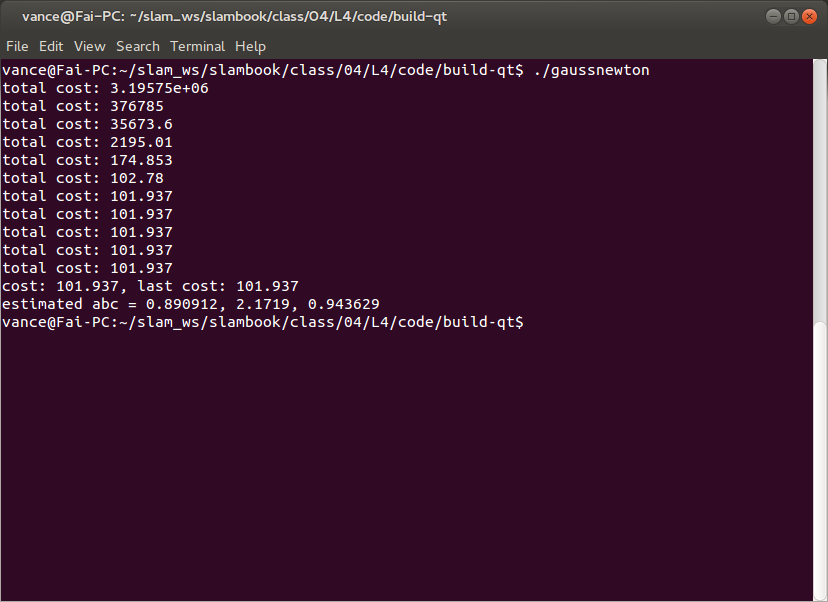 vance@Fai-PC: ~/slam_ws/slambook/class/04/L4/code/build-qt
File Edit View Search Terminal Help
vance@Fai-PC:~/slam_ws/slambook/class/04/L4/code/build-qt$ ./gaussnewton
total cost: 3.19575e+06
total cost: 376785
total cost: 35673.6
total cost: 2195.01
total cost: 174.853
total cost: 102.78
total cost: 101.937
total cost: 101.937
total cost: 101.937
total cost: 101.937
total cost: 101.937
cost: 101.937, last cost: 101.937
estimated abc = 0.890912, 2.1719, 0.943629
vance@Fai-PC:~/slam_ws/slambook/class/04/L4/code/build-qt$